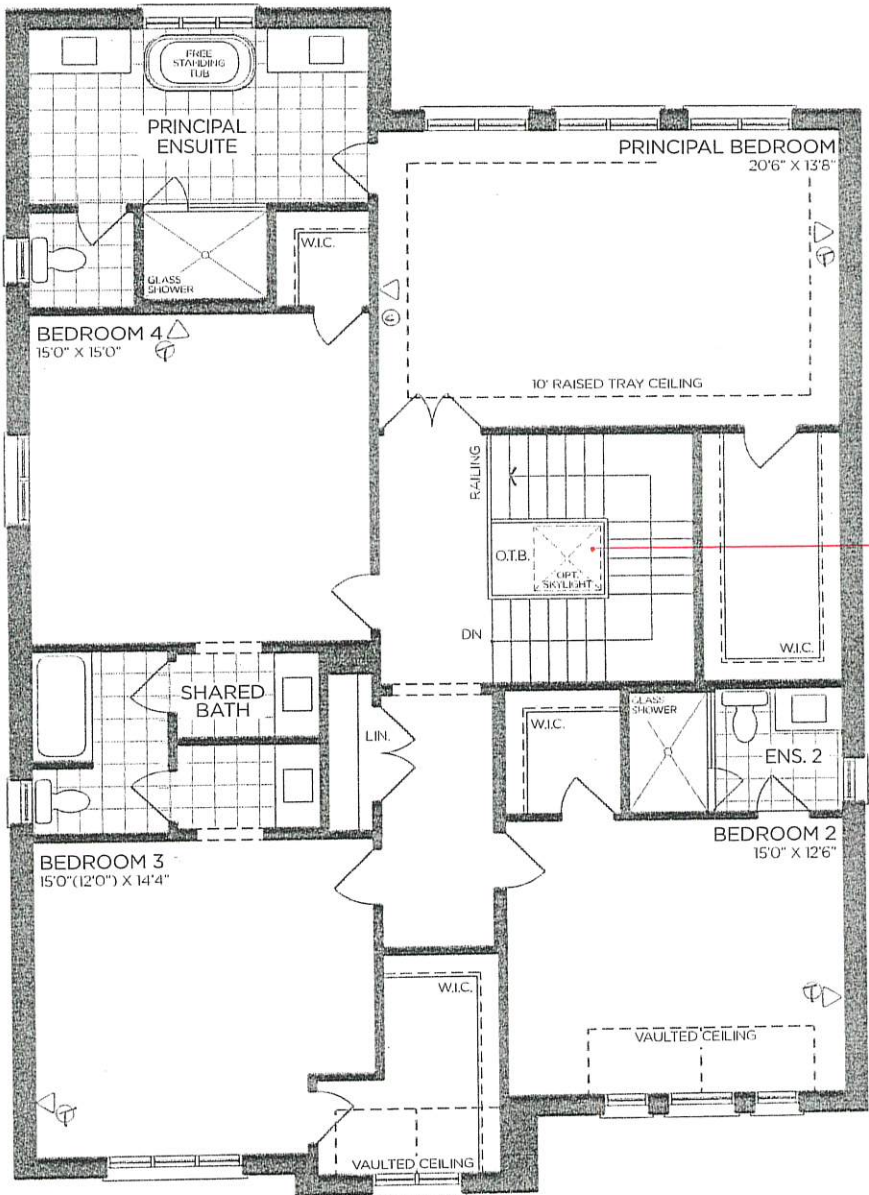 FREE
STANDING
TUB
PRINCIPAL
ENSUITE
PRINCIPAL BEDROOM
20'6" X 13'8"
W.I.C.
GLASS
SHOWER
T
C
BEDROOM 4
15'0" X 15'0"
T
10' RAISED TRAY CEILING
RAILING
O.T.B.
OPT.
SKYLIGHT
DN
W.I.C.
SHARED
BATH
LIN.
W.I.C.
GLASS
SHOWER
ENS. 2
BEDROOM 3
15'0"(12'0") X 14'4"
BEDROOM 2
15'0" X 12'6"
W.I.C.
T
VAULTED CEILING
T
VAULTED CEILING